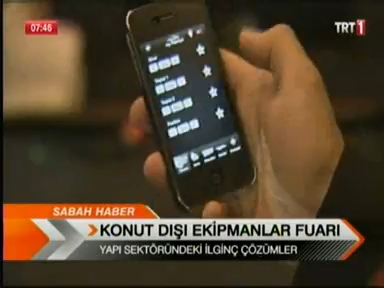 07:46
TRT 1
SABAH HABER
KONUT DIŞI EKİPMANLAR FUARI
YAPI SEKTÖRÜNDEKİ İLGİNÇ ÇÖZÜMLER